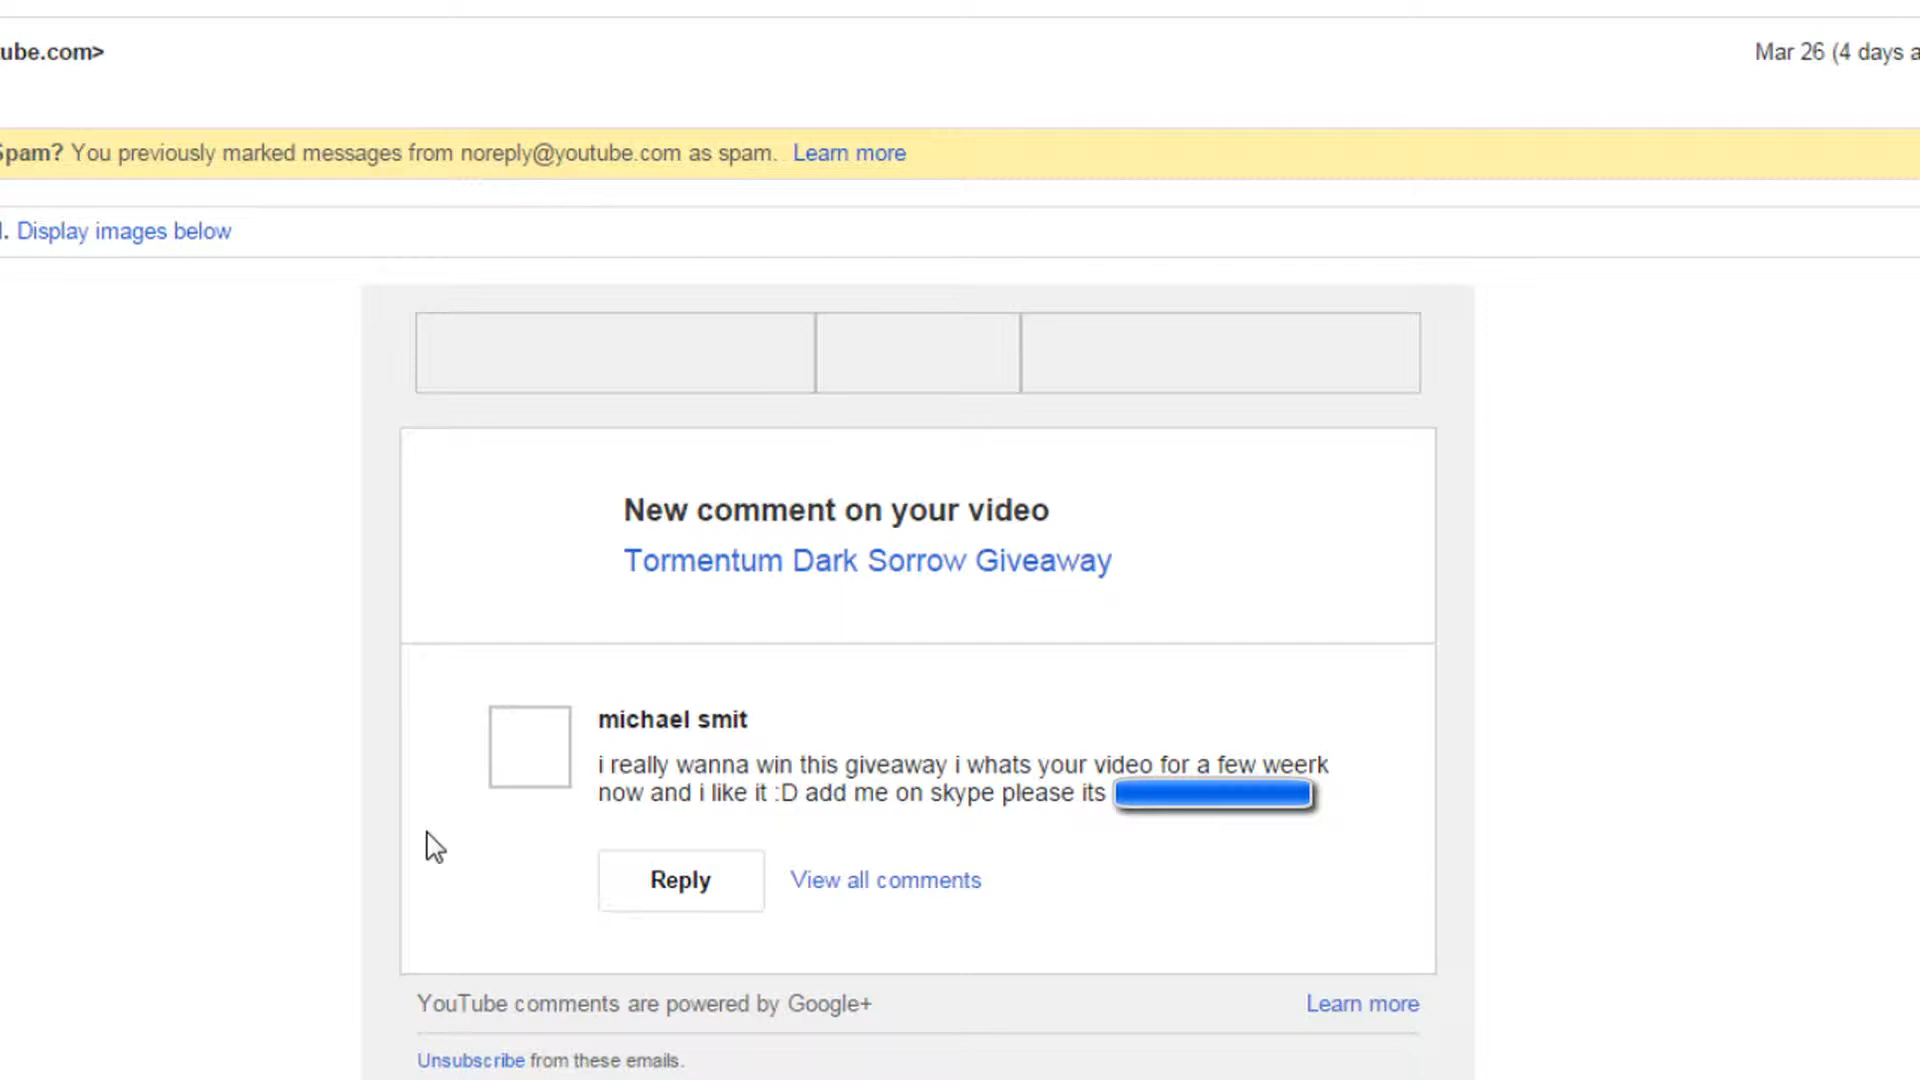 ube.com>
Mar 26 (4 days a
Spam? You previously marked messages from noreply@youtube.com as spam. Learn more
. Display images below
New comment on your video
Tormentum Dark Sorrow Giveaway
michael smit
i really wanna win this giveaway i whats your video for a few weerk
now and i like it :D add me on skype please its
Reply
View all comments
YouTube comments are powered by Google+
Learn more
Unsubscribe from these emails.